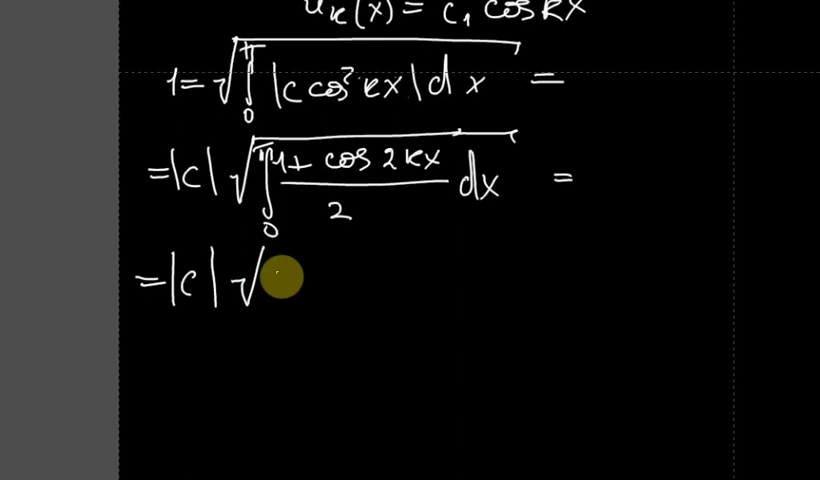 u_k(x) = c_1 cos kx
1 = √(∫_0^π |c cos² kx| dx) =
= |c| √(∫_0^π (1 + cos 2kx)/2 dx) =
= |c| √